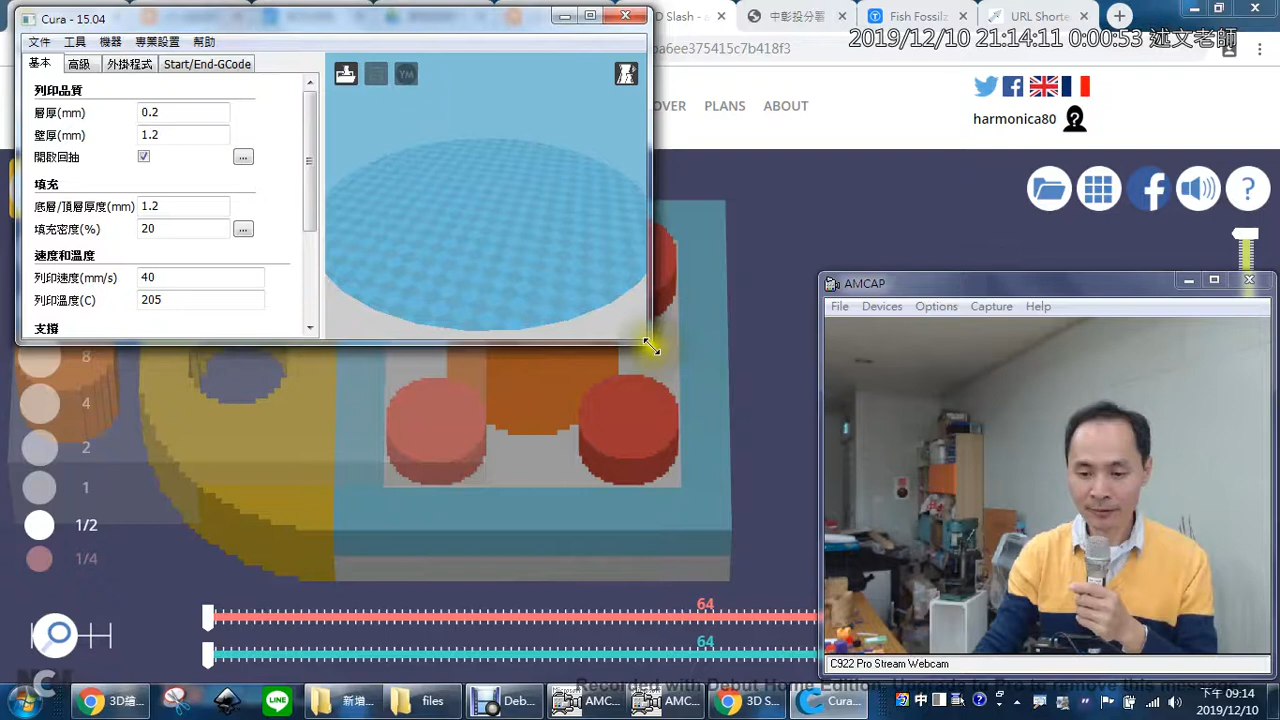 Cura - 15.04
D Slash -
中影投分署
Fish Fossilz
URL Shorte
pa6ee375415c7b418f3
2019/12/10 21:14:11 0:00:53 述文老師
文件 工具 機器 專業設置 幫助
基本 高級 外掛程式 Start/End-GCode
列印品質
層厚(mm) 0.2
壁厚(mm) 1.2
開啟回抽 ...
填充
底層/頂層厚度(mm) 1.2
填充密度(%) 20 ...
速度和溫度
列印速度(mm/s) 40
列印溫度(C) 205
支撐
YM
OVER PLANS ABOUT
harmonica80
AMCAP
File Devices Options Capture Help
8
4
2
1
1/2
1/4
64
64
C922 Pro Stream Webcam
Recorded with Debut Home Edition. Upgrade to Pro to remove this message.
LINE
files
Deb...
AMC...
AMC...
3D S...
Cura...
下午 09:14
2019/12/10